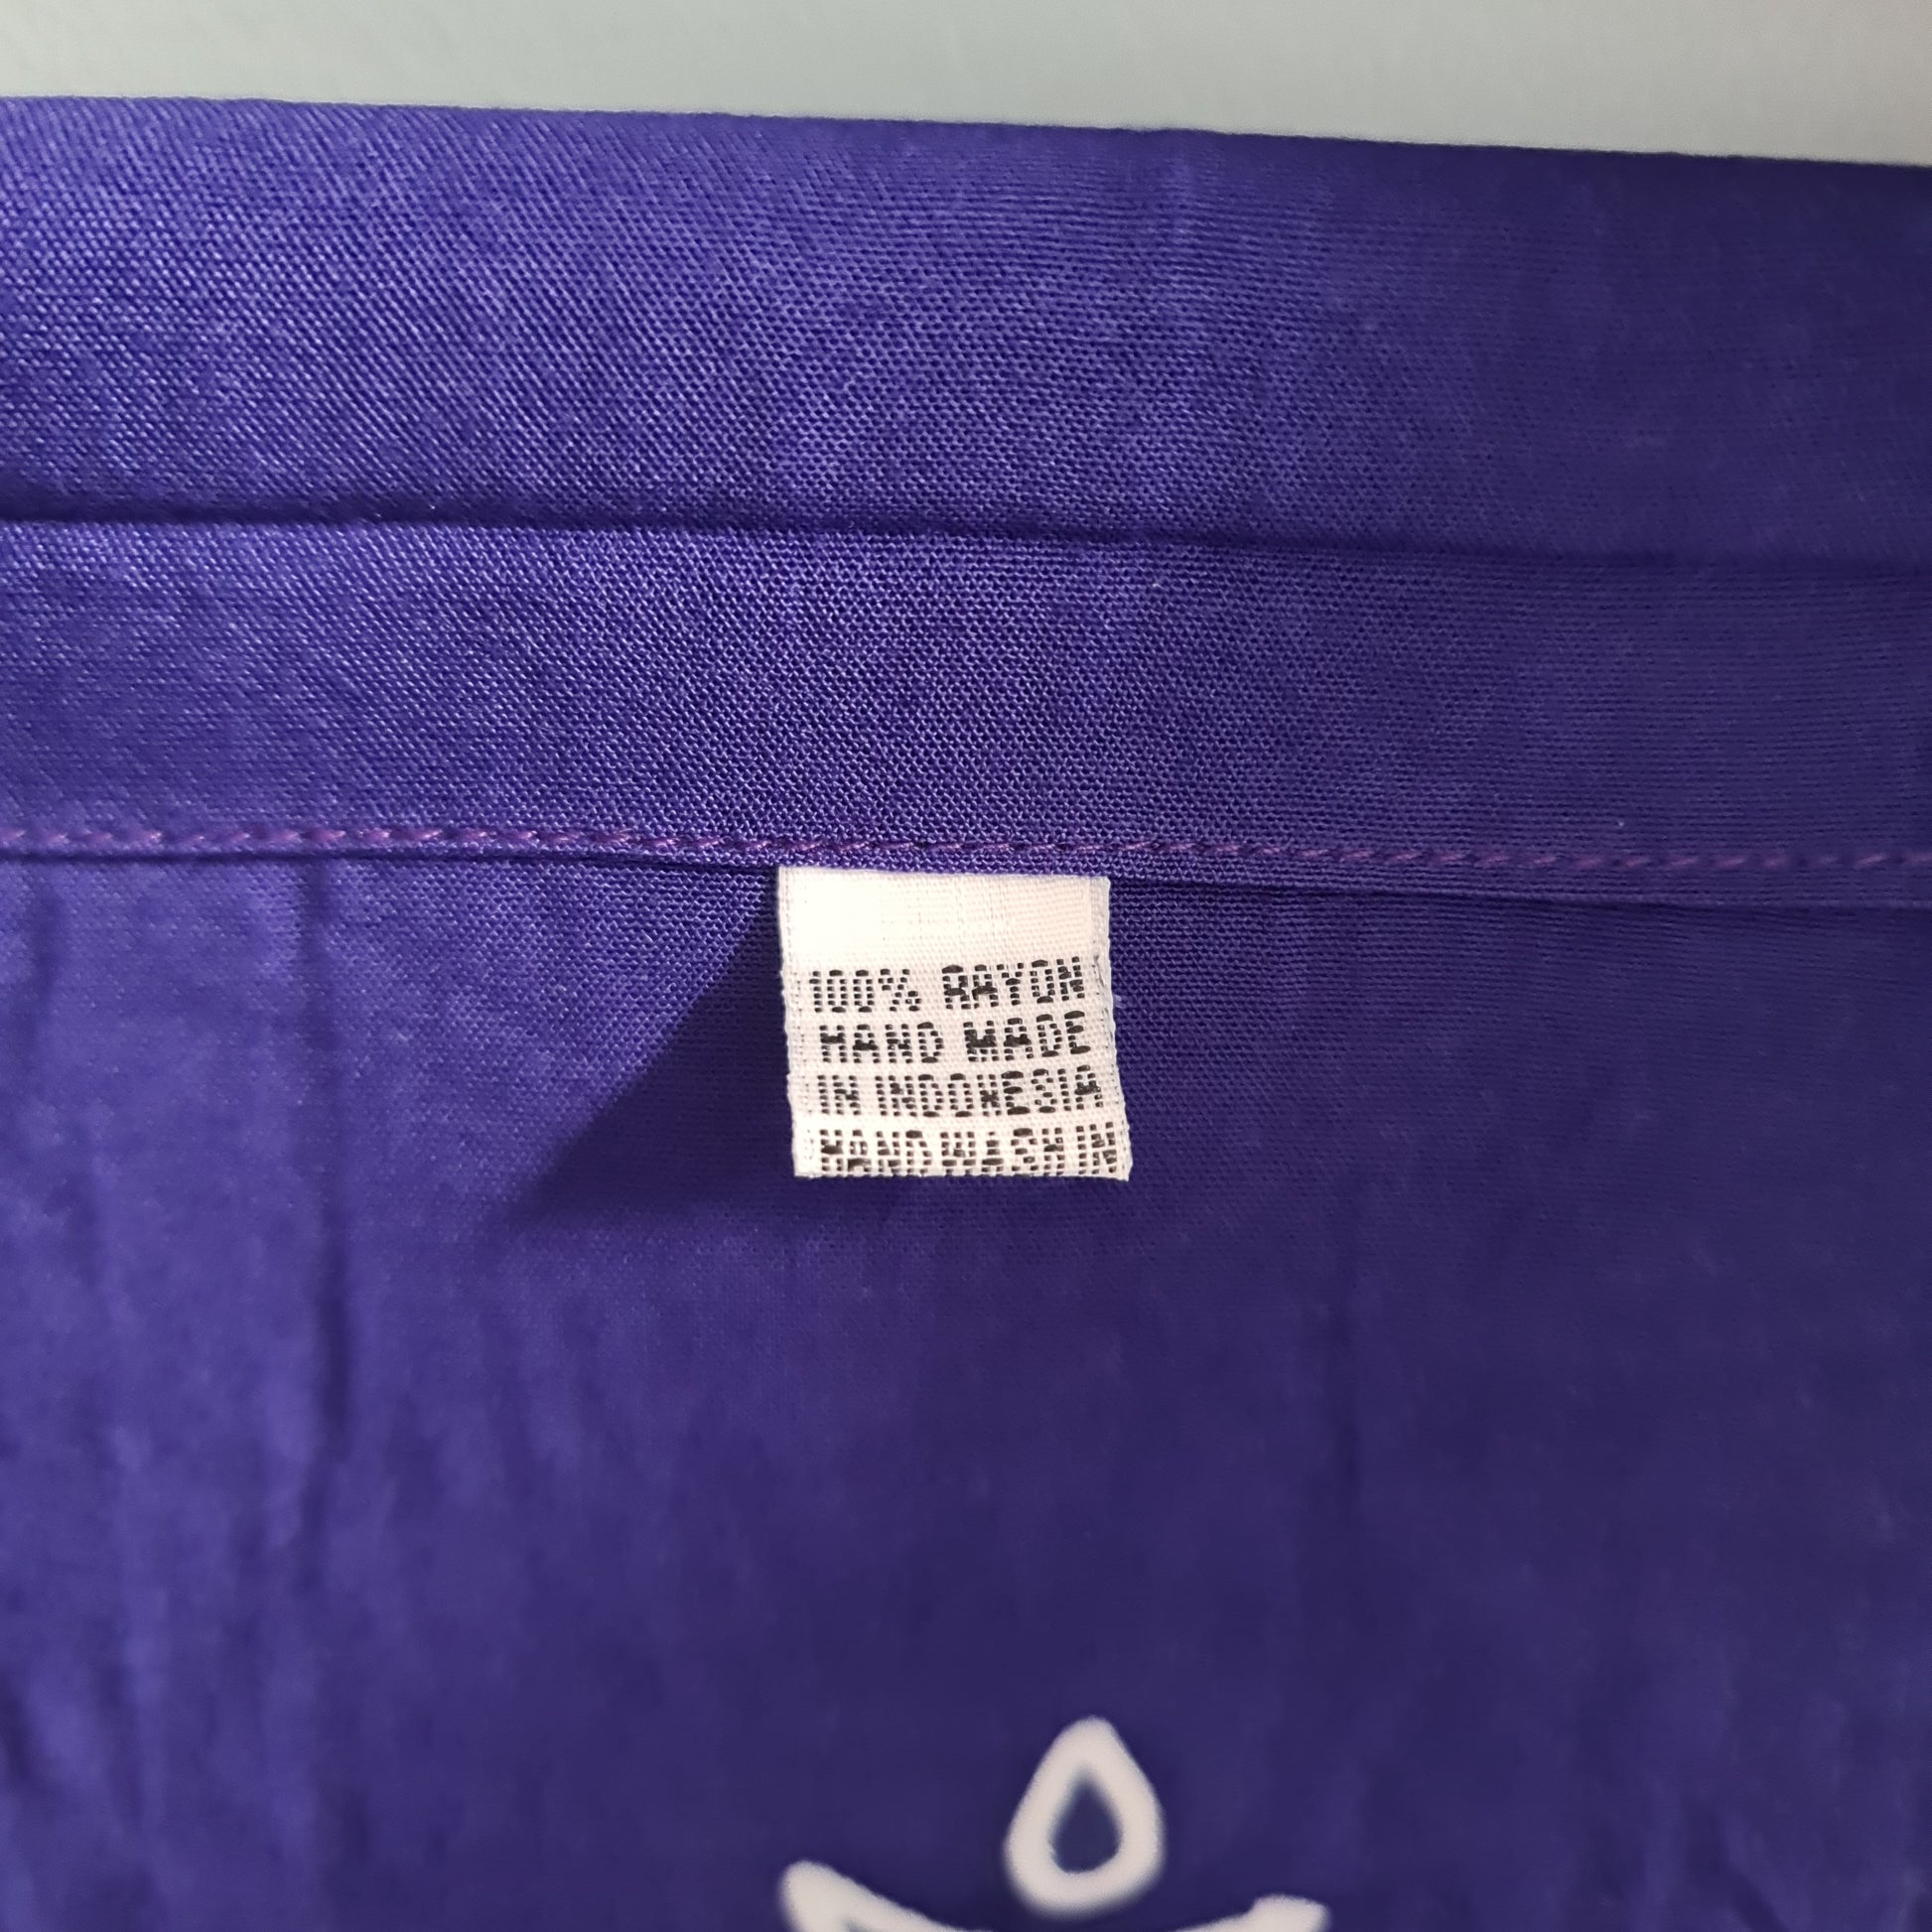 100% RAYON
HAND MADE
IN INDONESIA
HAND WASH IN